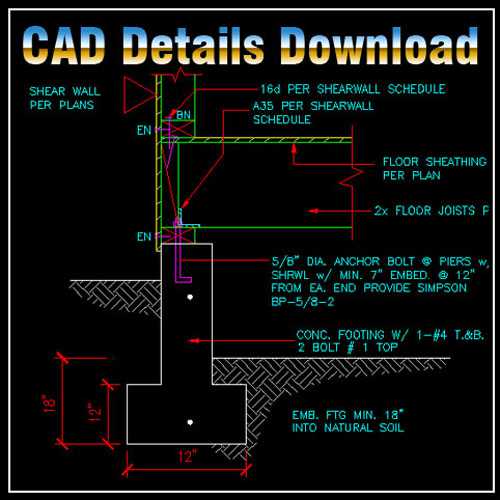 CAD Details Download
SHEAR WALL
PER PLANS
16d PER SHEARWALL SCHEDULE
BN
A35 PER SHEARWALL
SCHEDULE
EN
FLOOR SHEATHING
PER PLAN
2x FLOOR JOISTS P
EN
5/8" DIA. ANCHOR BOLT @ PIERS w/
SHRWL w/ MIN. 7" EMBED. @ 12"
FROM EA. END PROVIDE SIMPSON
BP-5/8-2
CONC. FOOTING W/ 1-#4 T.&B.
2 BOLT # 1 TOP
18"
12"
EMB. FTG MIN. 18"
INTO NATURAL SOIL
12"